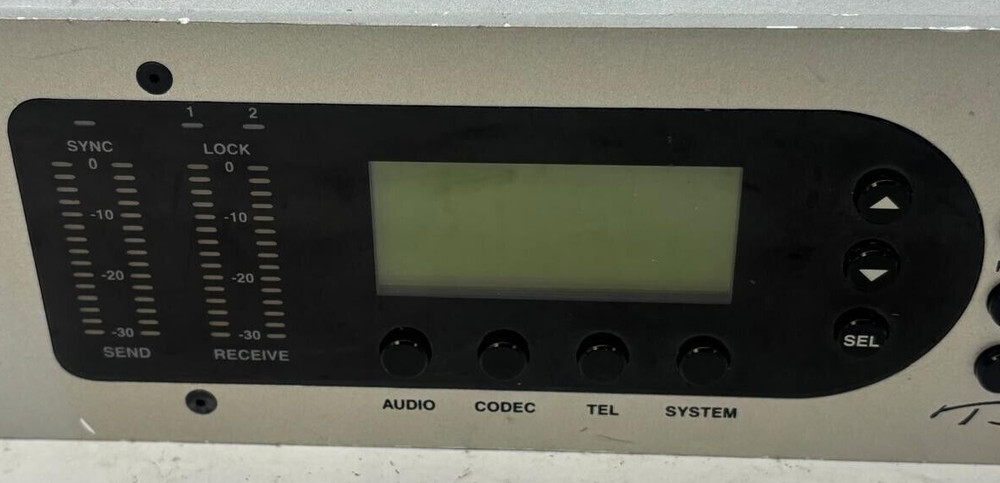 1 2
SYNC LOCK
0 0
-10 -10
-20 -20
-30 -30
SEND RECEIVE
SEL
AUDIO CODEC TEL SYSTEM